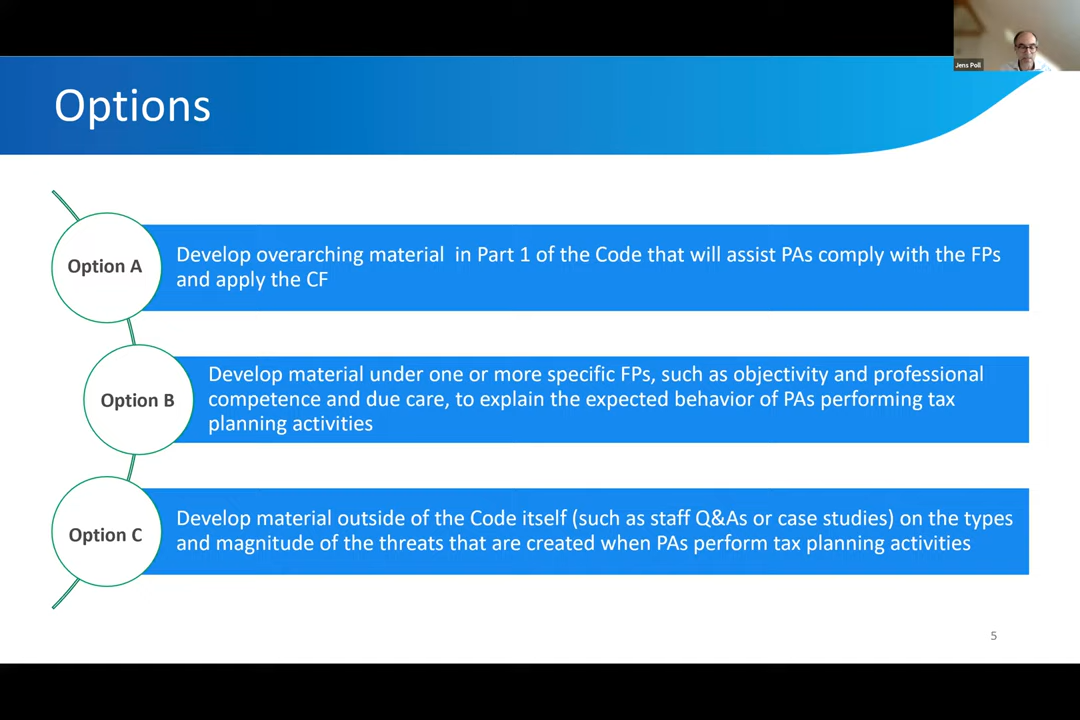 Jens Poll
Options
Option A
Develop overarching material in Part 1 of the Code that will assist PAs comply with the FPs
and apply the CF
Option B
Develop material under one or more specific FPs, such as objectivity and professional
competence and due care, to explain the expected behavior of PAs performing tax
planning activities
Option C
Develop material outside of the Code itself (such as staff Q&As or case studies) on the types
and magnitude of the threats that are created when PAs perform tax planning activities
5